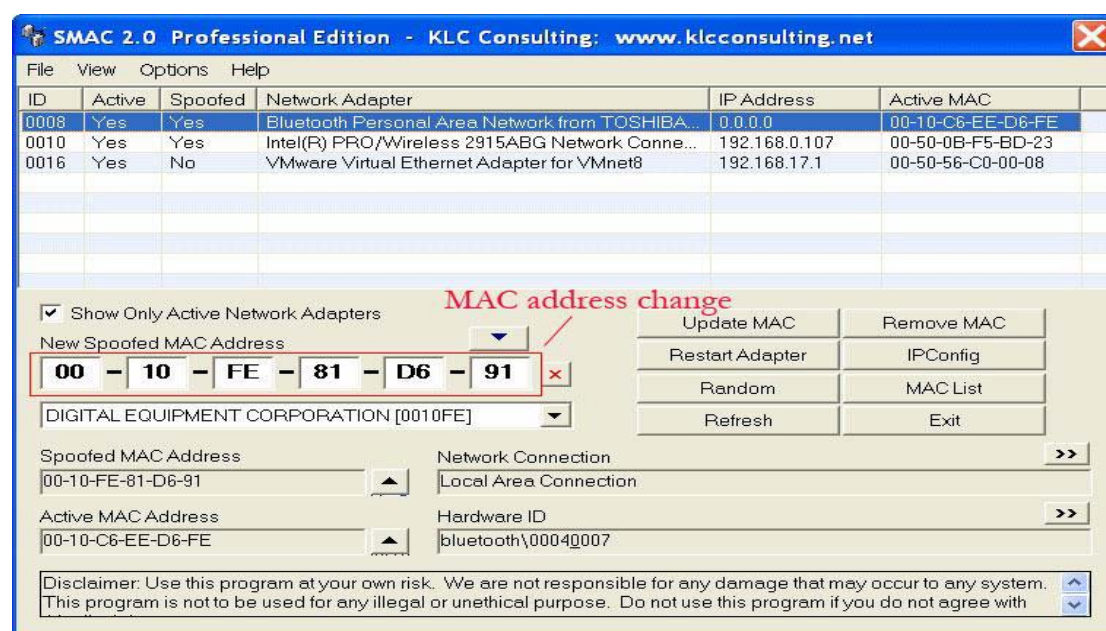 SMAC 2.0 Professional Edition - KLC Consulting: www.klcconsulting.net
File View Options Help
ID Active Spoofed Network Adapter IP Address Active MAC
0008 Yes Yes Bluetooth Personal Area Network from TOSHIBA... 0.0.0.0 00-10-C6-EE-D6-FE
0010 Yes Yes Intel(R) PRO/Wireless 2915ABG Network Conne... 192.168.0.107 00-50-0B-F5-BD-23
0016 Yes No VMware Virtual Ethernet Adapter for VMnet8 192.168.17.1 00-50-56-C0-00-08
MAC address change
Show Only Active Network Adapters
New Spoofed MAC Address
00 - 10 - FE - 81 - D6 - 91
DIGITAL EQUIPMENT CORPORATION [0010FE]
Update MAC Remove MAC
Restart Adapter IPConfig
Random MAC List
Refresh Exit
Spoofed MAC Address
00-10-FE-81-D6-91
Network Connection >>
Local Area Connection
Active MAC Address
00-10-C6-EE-D6-FE
Hardware ID >>
bluetooth\00040007
Disclaimer: Use this program at your own risk. We are not responsible for any damage that may occur to any system.
This program is not to be used for any illegal or unethical purpose. Do not use this program if you do not agree with